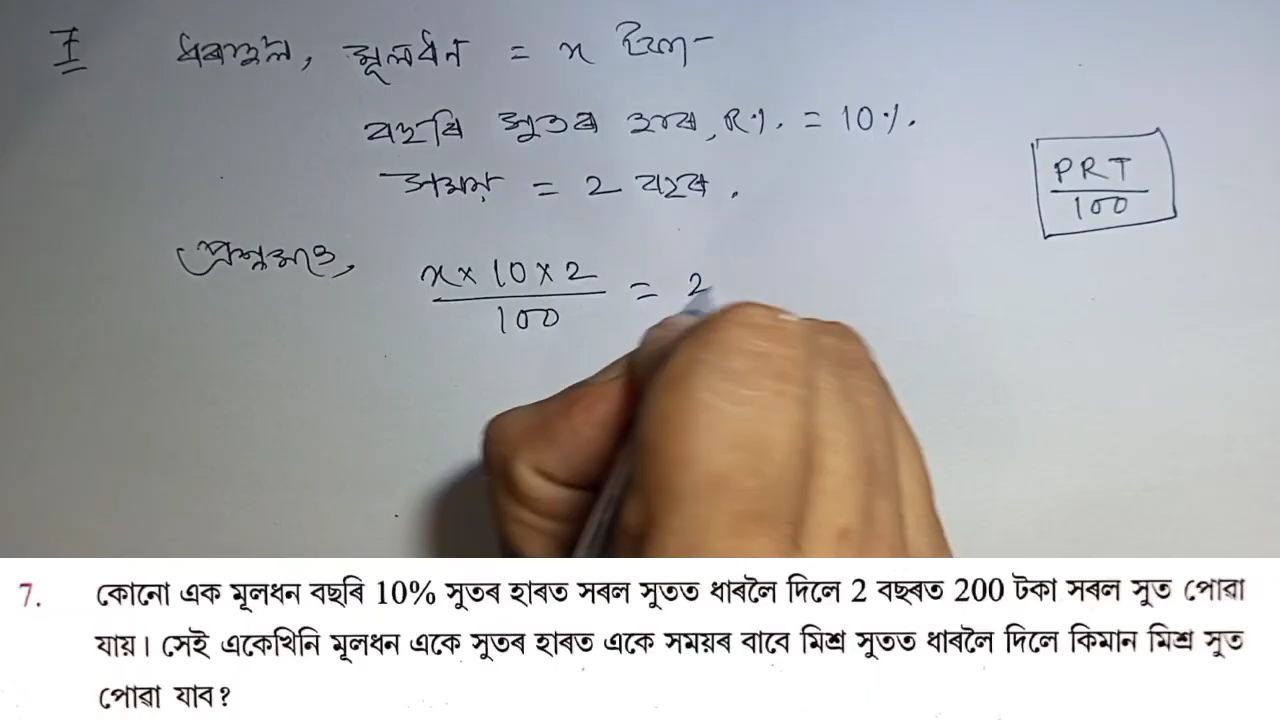 I ধৰাহ'ল, মূলধন = x টকা
বছৰি সুতৰ হাৰ, R%. = 10%.
সময় = 2 বছৰ.
PRT
100
প্ৰশ্নমতে,
x × 10 × 2
100
= 2
7. কোনো এক মূলধন বছৰি 10% সুতৰ হাৰত সৰল সুতত ধাৰলৈ দিলে 2 বছৰত 200 টকা সৰল সুত পোৱা
যায়। সেই একেখিনি মূলধন একে সুতৰ হাৰত একে সময়ৰ বাবে মিশ্ৰ সুতত ধাৰলৈ দিলে কিমান মিশ্ৰ সুত
পোৱা যাব?